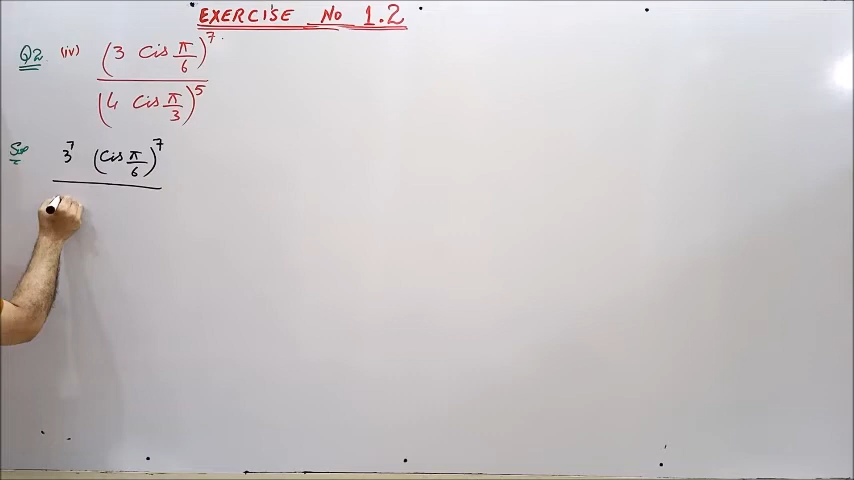 EXERCISE No 1.2
Q2 (iv) (3 Cis π/6)^7
(4 Cis π/3)^5
Sol 3^7 (Cis π/6)^7